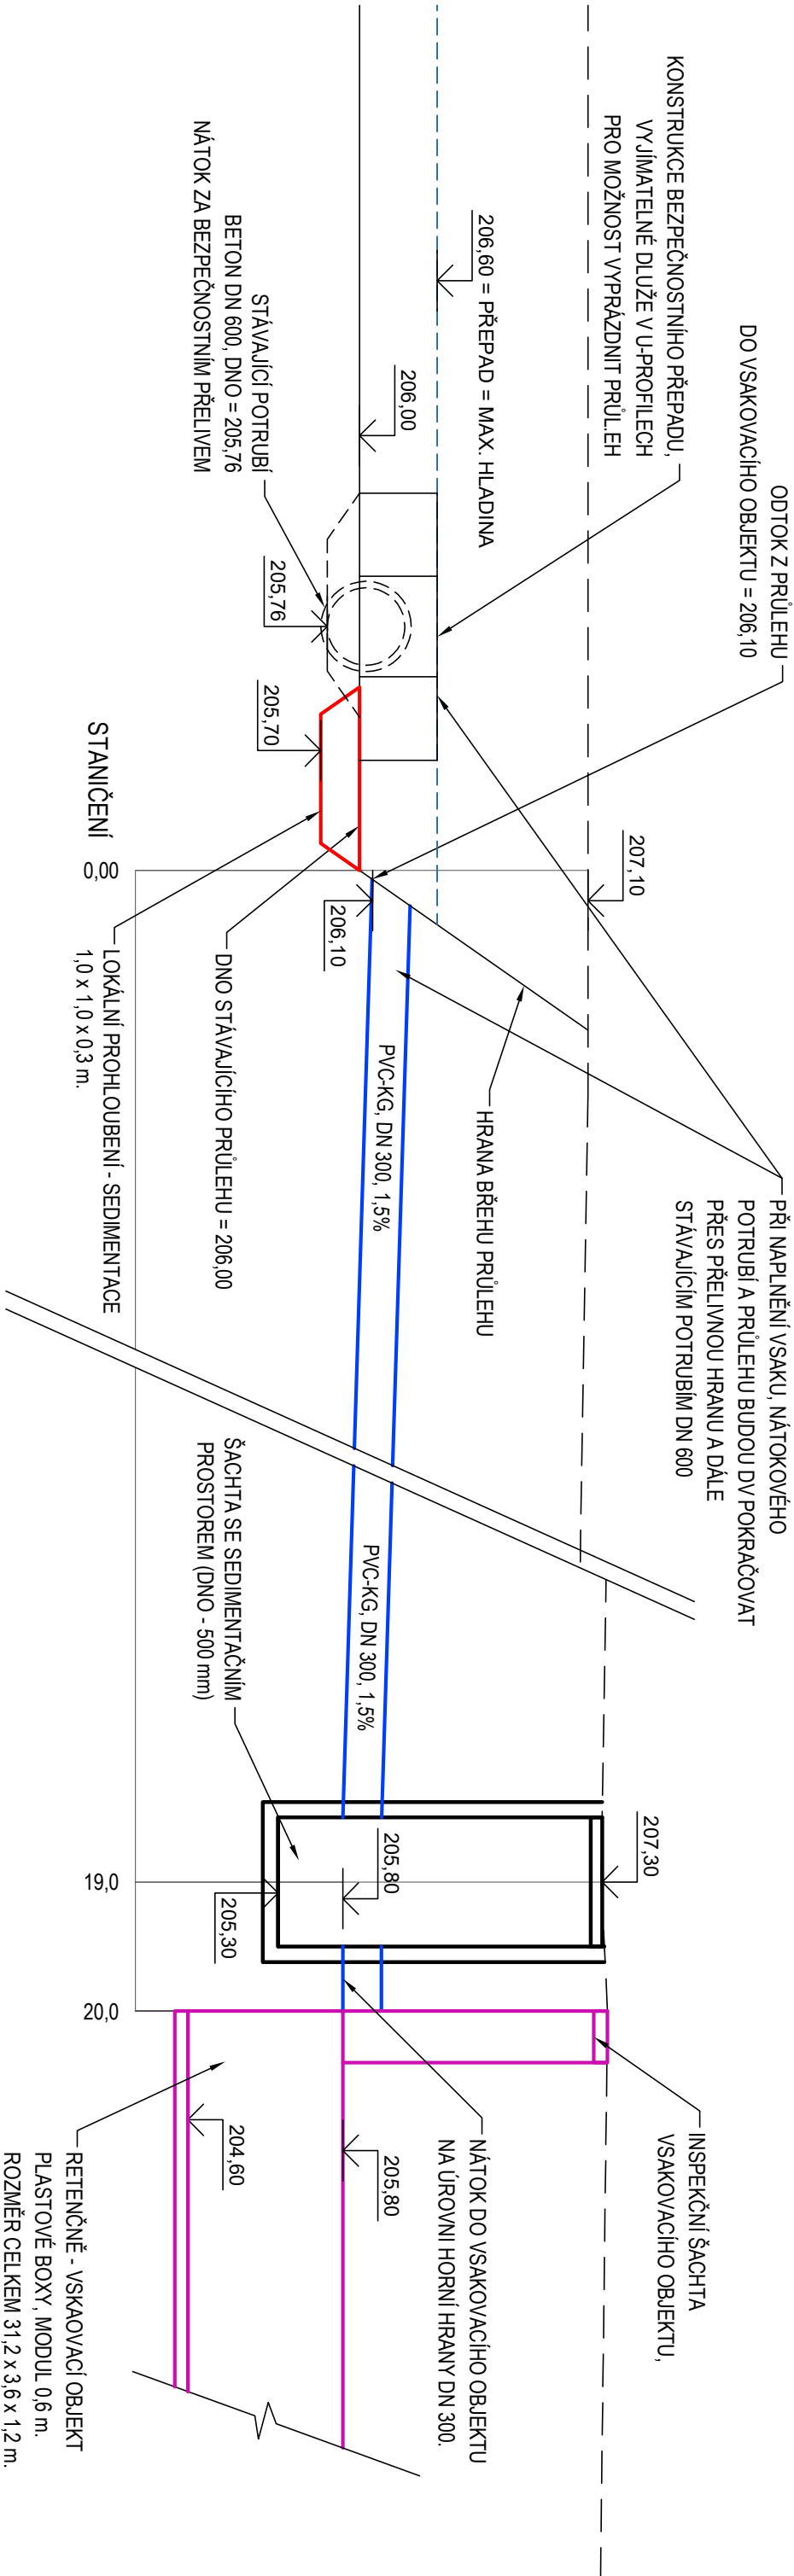 KONSTRUKCE BEZPEČNOSTNÍHO PŘEPADU,
VYJÍMATELNÉ DLUŽE V U-PROFILECH
PRO MOŽNOST VYPRÁZDNIT PRŮLEH
ODTOK Z PRŮLEHU
DO VSAKOVACÍHO OBJEKTU = 206,10
206,60 = PŘEPAD = MAX. HLADINA
206,00
NÁTOK ZA BEZPEČNOSTNÍM PŘELIVEM
BETON DN 600, DNO = 205,76
STÁVAJÍCÍ POTRUBÍ
205,76
205,70
207,10
206,10
STANIČENÍ
0,00
LOKÁLNÍ PROHLOUBENÍ - SEDIMENTACE
1,0 x 1,0 x 0,3 m.
DNO STÁVAJÍCÍHO PRŮLEHU = 206,00
HRANA BŘEHU PRŮLEHU
PVC-KG, DN 300, 1,5%
PŘI NAPLNĚNÍ VSAKU, NÁTOKOVÉHO
POTRUBÍ A PRŮLEHU BUDOU DV POKRAČOVAT
PŘES PŘELIVNOU HRANU A DÁLE
STÁVAJÍCÍM POTRUBÍM DN 600
PVC-KG, DN 300, 1,5%
ŠACHTA SE SEDIMENTAČNÍM
PROSTOREM (DNO - 500 mm)
207,30
205,80
205,30
19,0
20,0
INSPEKČNÍ ŠACHTA
VSAKOVACÍHO OBJEKTU,
NÁTOK DO VSAKOVACÍHO OBJEKTU
NA ÚROVNI HORNÍ HRANY DN 300.
205,80
204,60
RETENČNĚ - VSKAOVACÍ OBJEKT
PLASTOVÉ BOXY, MODUL 0,6 m.
ROZMĚR CELKEM 31,2 x 3,6 x 1,2 m.